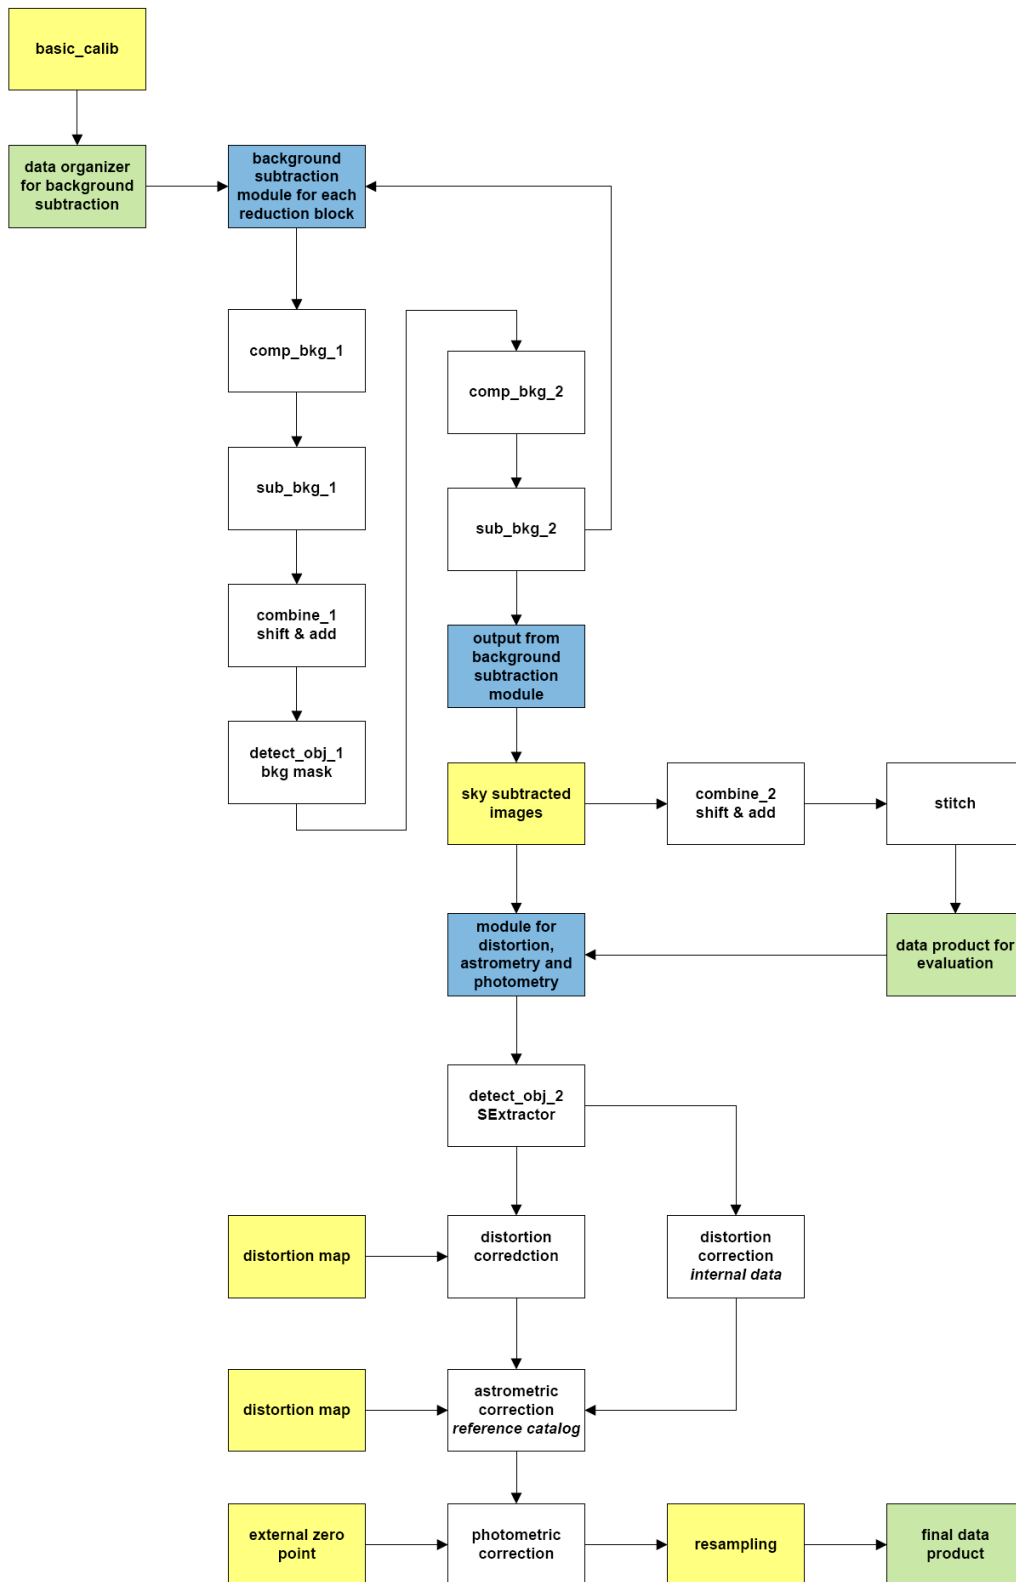 basic_calib
data organizer
for background
subtraction
background
subtraction
module for each
reduction block
comp_bkg_1
comp_bkg_2
sub_bkg_1
sub_bkg_2
combine_1
shift & add
output from
background
subtraction
module
detect_obj_1
bkg mask
sky subtracted
images
combine_2
shift & add
stitch
module for
distortion,
astrometry and
photometry
data product for
evaluation
detect_obj_2
SExtractor
distortion map
distortion
corredction
distortion
correction
internal data
distortion map
astrometric
correction
reference catalog
external zero
point
photometric
correction
resampling
final data
product